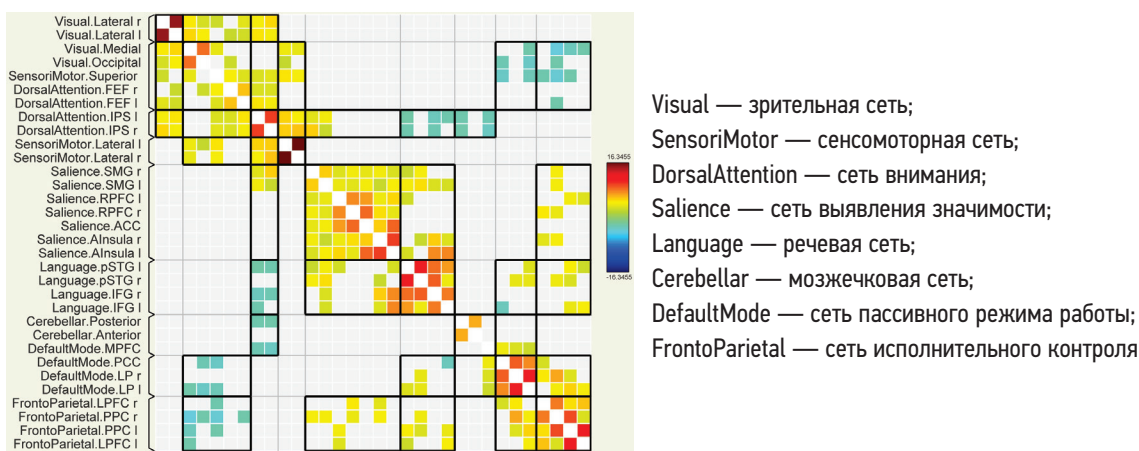 Visual.Lateral r
Visual.Lateral l
Visual.Medial
Visual.Occipital
SensoriMotor.Superior
DorsalAttention.FEF r
DorsalAttention.FEF l
DorsalAttention.IPS l
DorsalAttention.IPS r
SensoriMotor.Lateral l
SensoriMotor.Lateral r
Salience.SMG r
Salience.SMG l
Salience.RPFC l
Salience.RPFC r
Salience.ACC
Salience.AInsula r
Salience.AInsula l
Language.pSTG l
Language.pSTG r
Language.IFG r
Language.IFG l
Cerebellar.Posterior
Cerebellar.Anterior
DefaultMode.MPFC
DefaultMode.PCC
DefaultMode.LP r
DefaultMode.LP l
FrontoParietal.LPFC r
FrontoParietal.PPC r
FrontoParietal.PPC l
FrontoParietal.LPFC l
16.3455
-16.3455
Visual — зрительная сеть;
SensoriMotor — сенсомоторная сеть;
DorsalAttention — сеть внимания;
Salience — сеть выявления значимости;
Language — речевая сеть;
Cerebellar — мозжечковая сеть;
DefaultMode — сеть пассивного режима работы;
FrontoParietal — сеть исполнительного контроля